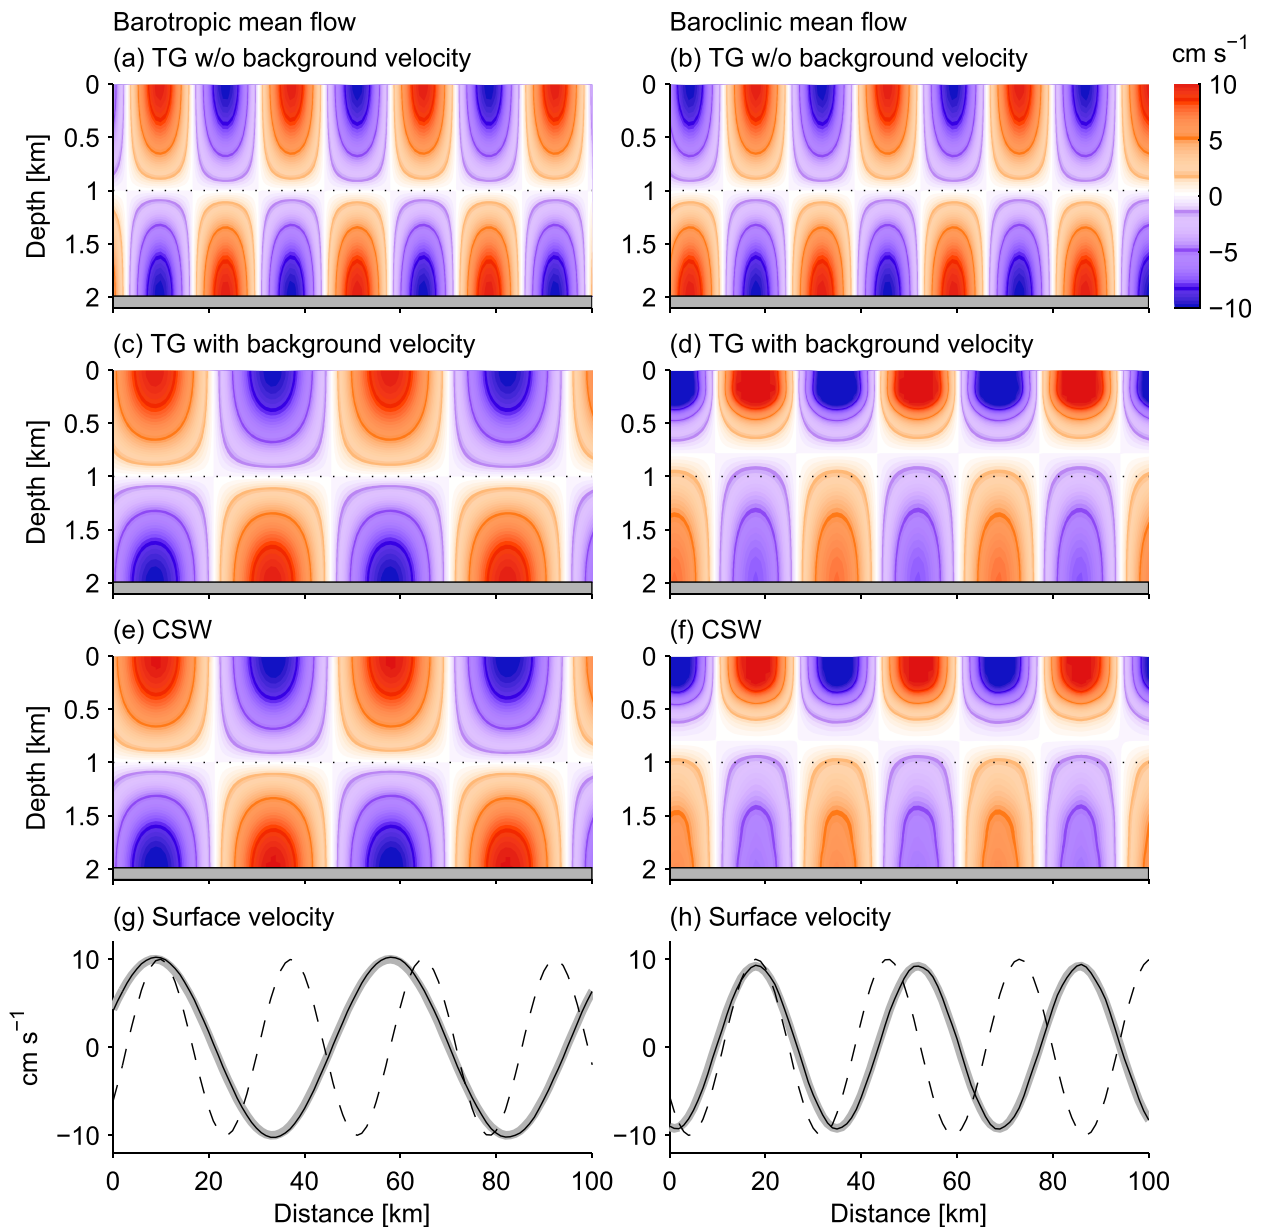 Barotropic mean flow
Baroclinic mean flow
(a) TG w/o background velocity
(b) TG w/o background velocity
cm s⁻¹
10
5
0
−5
−10
0
0.5
1
1.5
2
Depth [km]
0
0.5
1
1.5
2
(c) TG with background velocity
(d) TG with background velocity
0
0.5
1
1.5
2
Depth [km]
0
0.5
1
1.5
2
(e) CSW
(f) CSW
0
0.5
1
1.5
2
Depth [km]
0
0.5
1
1.5
2
(g) Surface velocity
(h) Surface velocity
10
0
−10
cm s⁻¹
10
0
−10
0 20 40 60 80 100
0 20 40 60 80 100
Distance [km]
Distance [km]